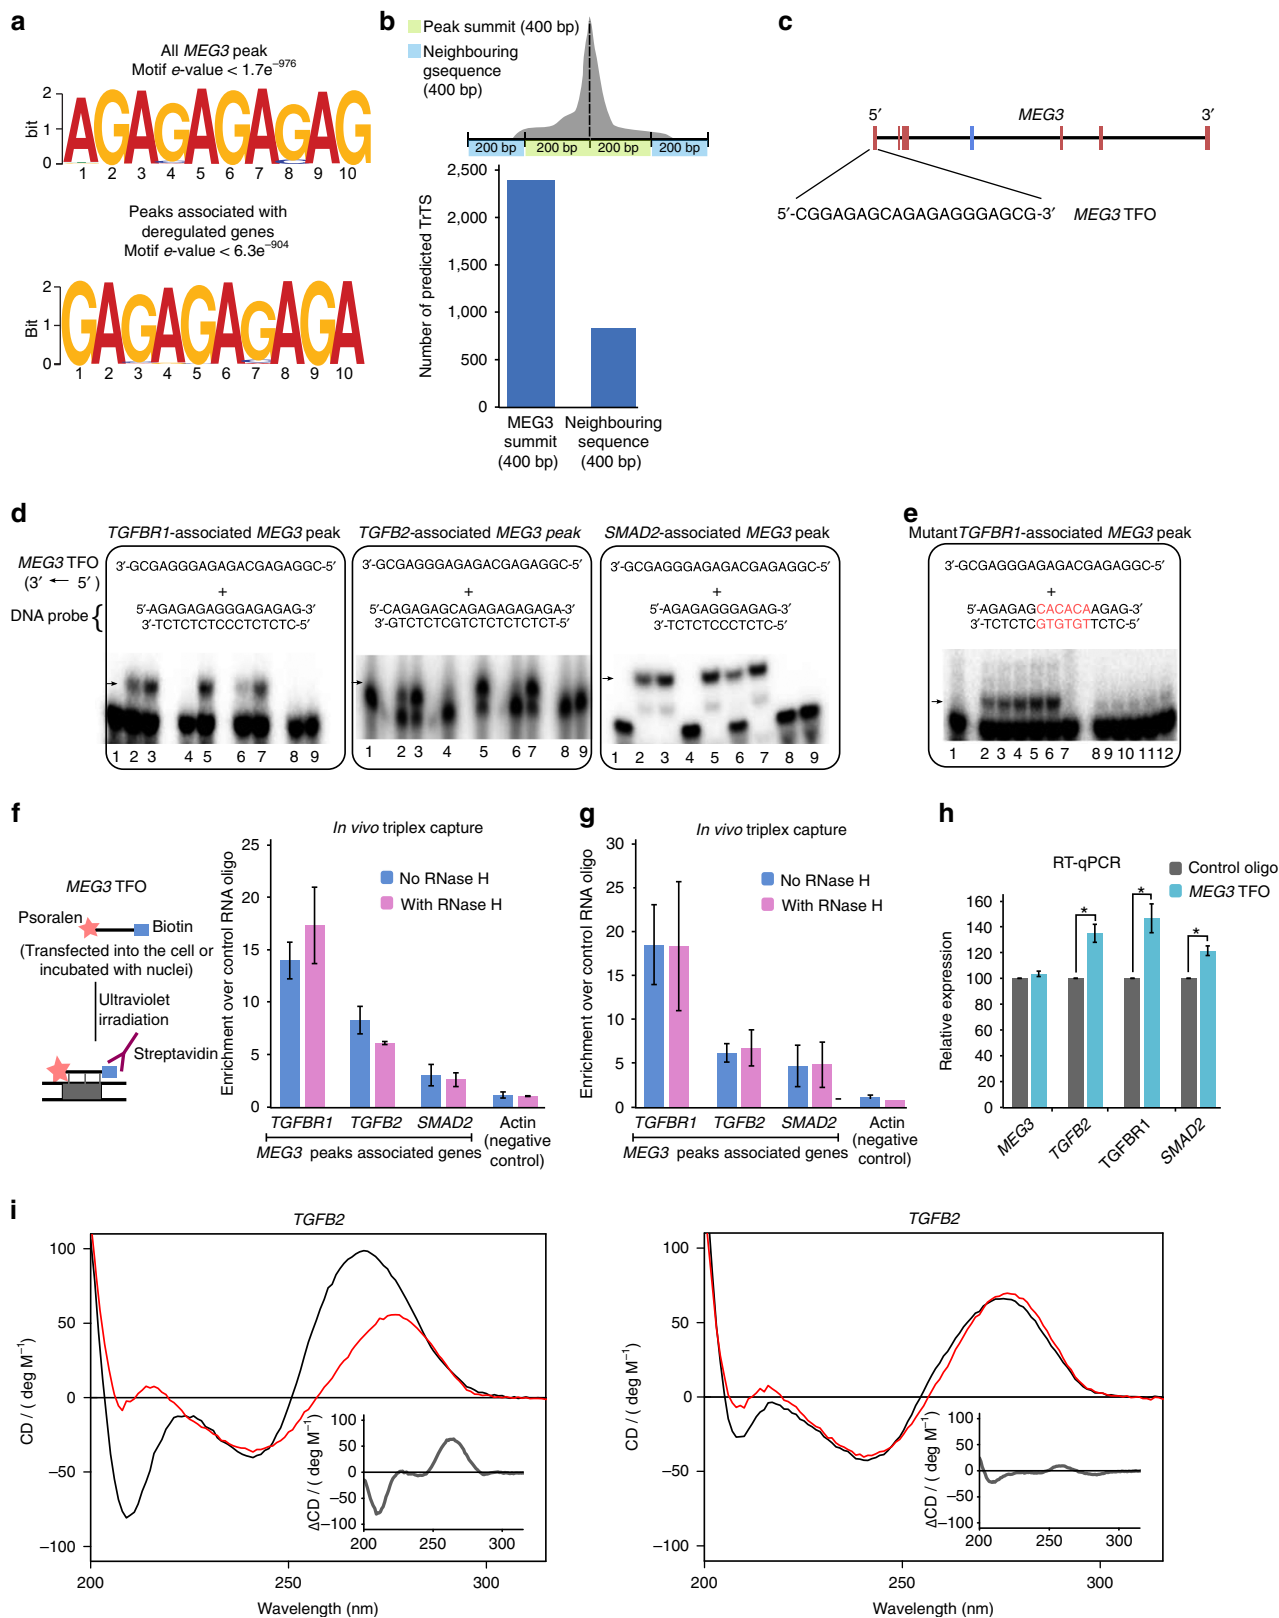 a
All MEG3 peak
Motif e-value < 1.7e−976
2
1
0
bit
AGAGAGAGAG
1 2 3 4 5 6 7 8 9 10
Peaks associated with
deregulated genes
Motif e-value < 6.3e−904
2
1
0
Bit
GAGAGAGAGA
1 2 3 4 5 6 7 8 9 10
b
Peak summit (400 bp)
Neighbouring
gsequence
(400 bp)
200 bp 200 bp 200 bp 200 bp
Number of predicted TrTS
2,500
2,000
1,500
1,000
500
0
MEG3 summit (400 bp)
Neighbouring sequence (400 bp)
c
5′ MEG3 3′
5′-CGGAGAGCAGAGAGGGAGCG-3′ MEG3 TFO
d
TGFBR1-associated MEG3 peak
TGFB2-associated MEG3 peak
SMAD2-associated MEG3 peak
MEG3 TFO
(3′ ← 5′)
DNA probe {
3′-GCGAGGGAGAGACGAGAGGC-5′
+
5′-AGAGAGAGGGAGAGAG-3′
3′-TCTCTCTCCCTCTCTC-5′
1 2 3 4 5 6 7 8 9
3′-GCGAGGGAGAGACGAGAGGC-5′
+
5′-CAGAGAGCAGAGAGAGAGA-3′
3′-GTCTCTCGTCTCTCTCTCT-5′
1 2 3 4 5 6 7 8 9
3′-GCGAGGGAGAGACGAGAGGC-5′
+
5′-AGAGAGGGAGAG-3′
3′-TCTCTCCCTCTC-5′
1 2 3 4 5 6 7 8 9
e
MutantTGFBR1-associated MEG3 peak
3′-GCGAGGGAGAGACGAGAGGC-5′
+
5′-AGAGAGCACACAAGAG-3′
3′-TCTCTCGTGTGTTCTC-5′
1 2 3 4 5 6 7 8 9 10 11 12
f
MEG3 TFO
Psoralen
Biotin
(Transfected into the cell or
incubated with nuclei)
Ultraviolet
irradiation
Streptavidin
In vivo triplex capture
Enrichment over control RNA oligo
25
20
15
10
5
0
No RNase H
With RNase H
TGFBR1 TGFB2 SMAD2 Actin
(negative
control)
MEG3 peaks associated genes
g
In vivo triplex capture
Enrichment over control RNA oligo
30
25
20
15
10
5
0
No RNase H
With RNase H
TGFBR1 TGFB2 SMAD2 Actin
(negative
control)
MEG3 peaks associated genes
h
RT-qPCR
Control oligo
MEG3 TFO
Relative expression
160
140
120
100
80
60
40
20
0
* * *
MEG3 TGFB2 TGFBR1 SMAD2
i
TGFB2
CD / ( deg M−1)
100
50
0
−50
−100
200 250 300
Wavelength (nm)
ΔCD / ( deg M−1)
100
50
0
−50
−100
200 250 300
TGFB2
CD / ( deg M−1)
100
50
0
−50
−100
200 250 300
Wavelength (nm)
ΔCD / ( deg M−1)
100
50
0
−50
−100
200 250 300